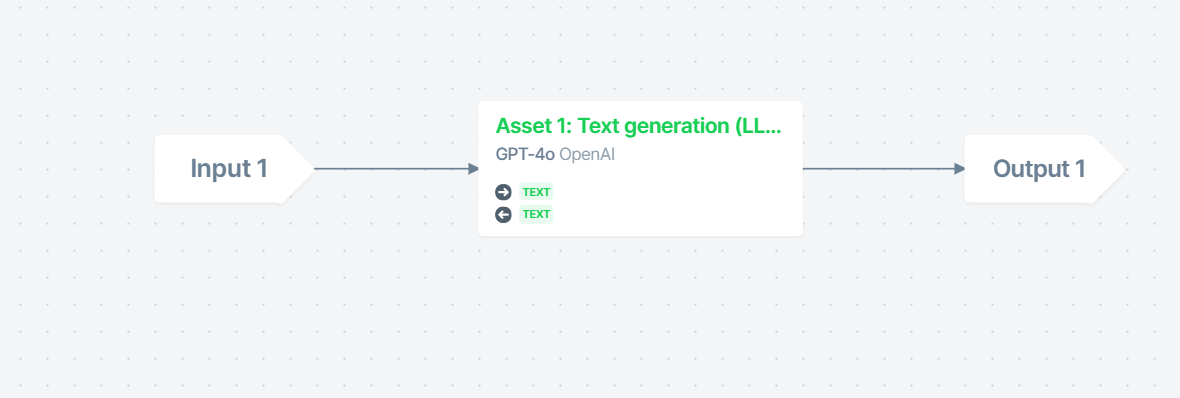 Input 1
Asset 1: Text generation (LL...
GPT-4o OpenAI
TEXT
TEXT
Output 1